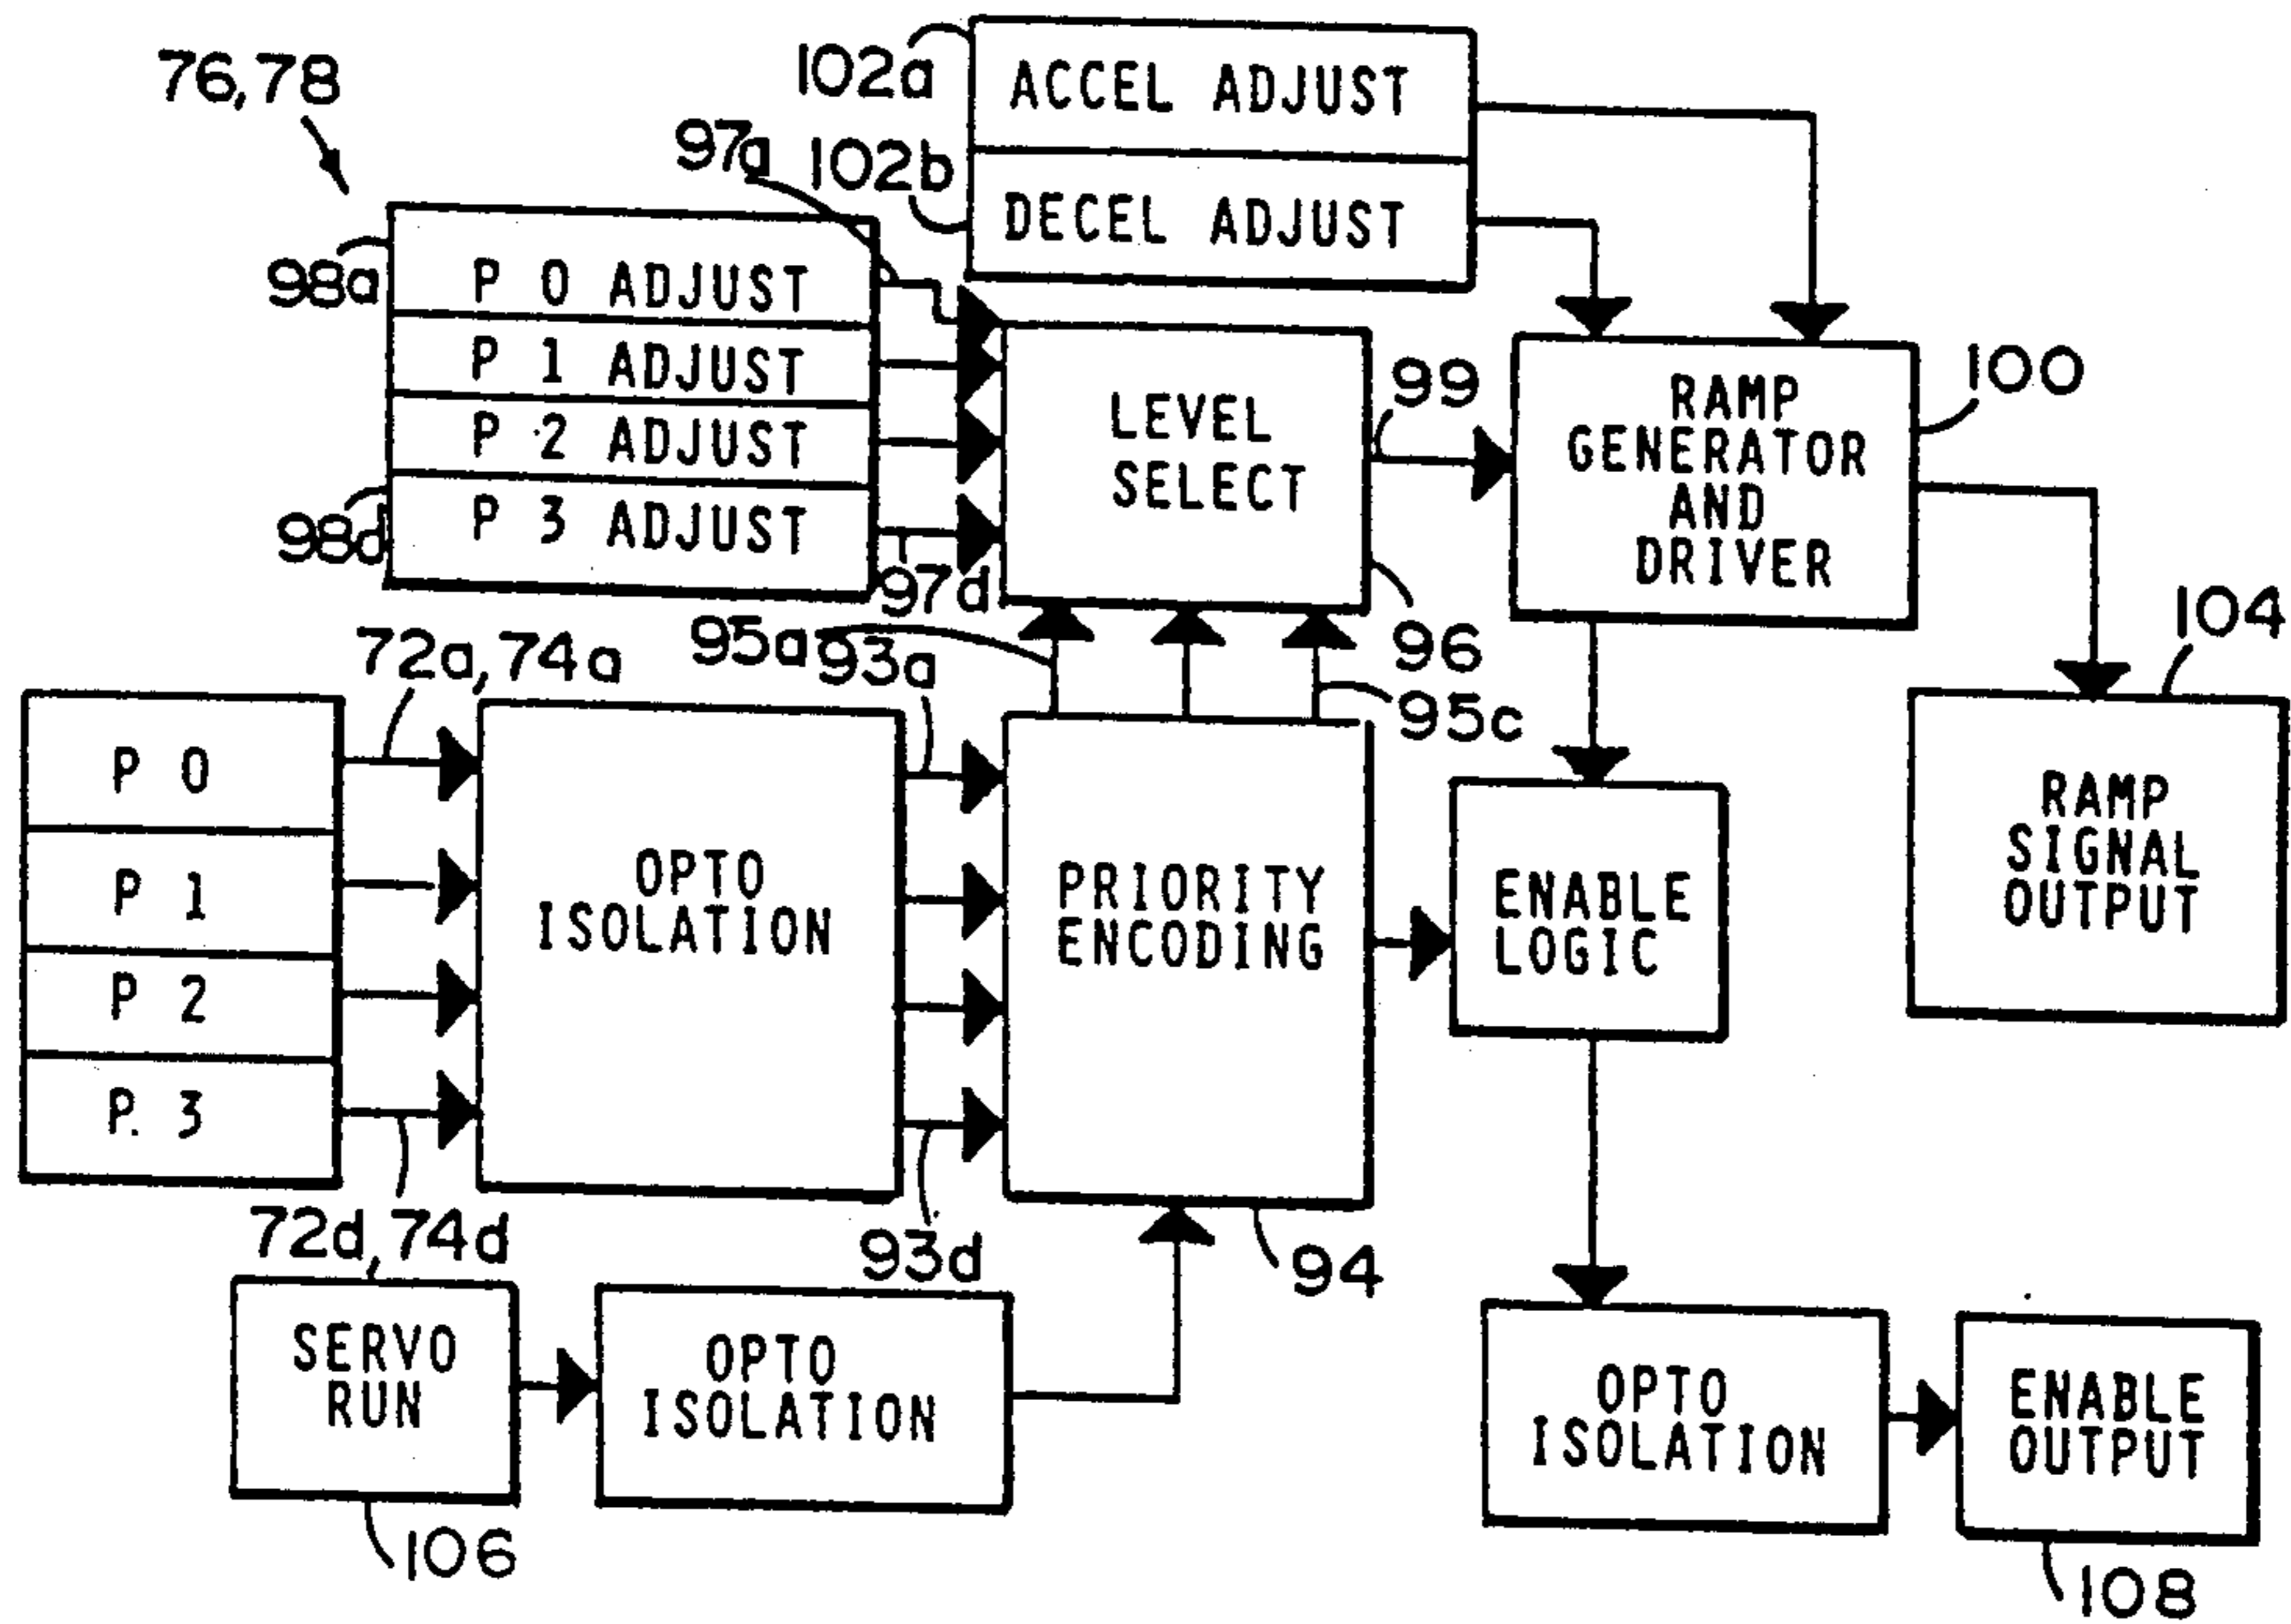 76,78
102a
ACCEL ADJUST
97a
102b
DECEL ADJUST
98a
P 0 ADJUST
P 1 ADJUST
P 2 ADJUST
98d
P 3 ADJUST
97d
LEVEL
SELECT
99
RAMP
GENERATOR
AND
DRIVER
100
96
104
72a, 74a
95a
93a
95c
P 0
P 1
P 2
P. 3
OPTO
ISOLATION
PRIORITY
ENCODING
ENABLE
LOGIC
RAMP
SIGNAL
OUTPUT
72d, 74d
93d
94
SERVO
RUN
OPTO
ISOLATION
OPTO
ISOLATION
ENABLE
OUTPUT
106
108